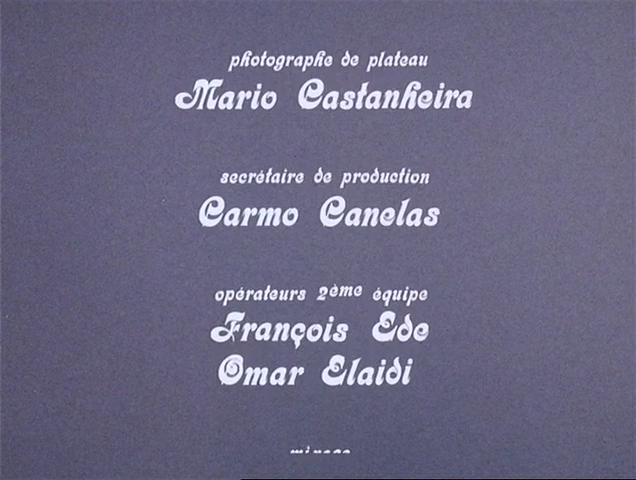 photographe de plateau
Mario Castanheira
secrétaire de production
Carmo Canelas
opérateurs 2ème équipe
François Ede
Omar Elaidi